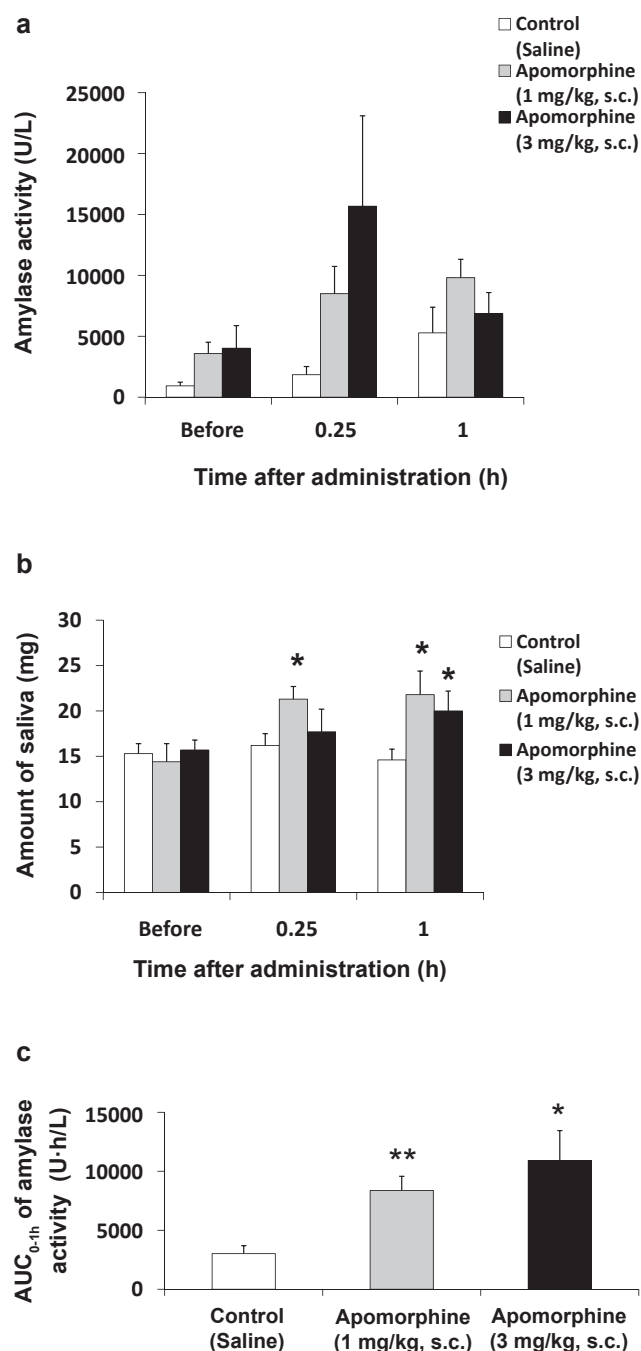 a
Control
(Saline)
Apomorphine
(1 mg/kg, s.c.)
Apomorphine
(3 mg/kg, s.c.)
Amylase activity (U/L)
25000
20000
15000
10000
5000
0
Before 0.25 1
Time after administration (h)
b
Amount of saliva (mg)
30
25
20
15
10
5
0
* * *
Control
(Saline)
Apomorphine
(1 mg/kg, s.c.)
Apomorphine
(3 mg/kg, s.c.)
Before 0.25 1
Time after administration (h)
c
AUC0-1h of amylase
activity (U·h/L)
15000
10000
5000
0
** *
Control Apomorphine Apomorphine
(Saline) (1 mg/kg, s.c.) (3 mg/kg, s.c.)